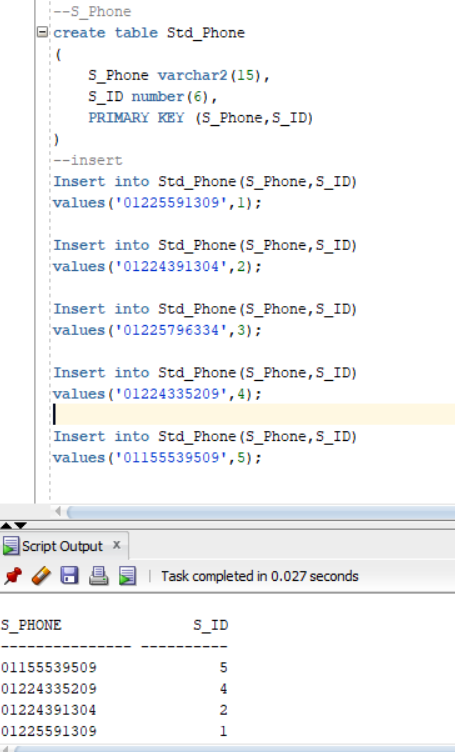 --S_Phone
create table Std_Phone
(
S_Phone varchar2(15),
S_ID number(6),
PRIMARY KEY (S_Phone,S_ID)
)
--insert
Insert into Std_Phone(S_Phone,S_ID)
values('01225591309',1);
Insert into Std_Phone(S_Phone,S_ID)
values('01224391304',2);
Insert into Std_Phone(S_Phone,S_ID)
values('01225796334',3);
Insert into Std_Phone(S_Phone,S_ID)
values('01224335209',4);
Insert into Std_Phone(S_Phone,S_ID)
values('01155539509',5);
Script Output x
Task completed in 0.027 seconds
S_PHONE S_ID
--------------- ----------
01155539509 5
01224335209 4
01224391304 2
01225591309 1